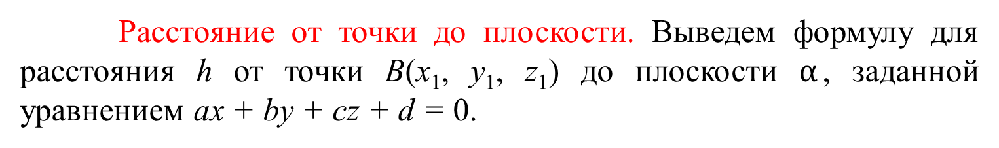 Расстояние от точки до плоскости. Выведем формулу для
расстояния h от точки B(x₁, y₁, z₁) до плоскости α, заданной
уравнением ax + by + cz + d = 0.